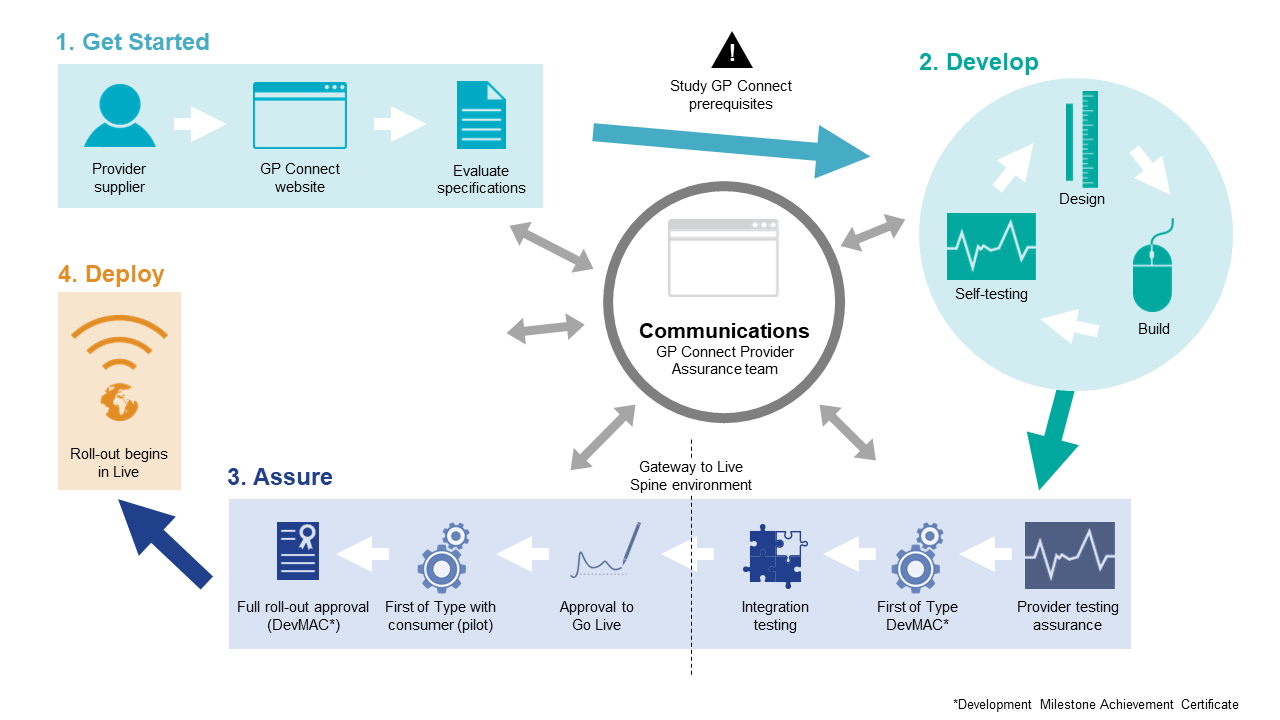 1. Get Started
Provider
supplier
GP Connect
website
Evaluate
specifications
!
Study GP Connect
prerequisites
2. Develop
Design
Build
Self-testing
Communications
GP Connect Provider
Assurance team
Gateway to Live
Spine environment
3. Assure
Provider testing
assurance
First of Type
DevMAC*
Integration
testing
Approval to
Go Live
First of Type with
consumer (pilot)
Full roll-out approval
(DevMAC*)
4. Deploy
Roll-out begins
in Live
*Development Milestone Achievement Certificate